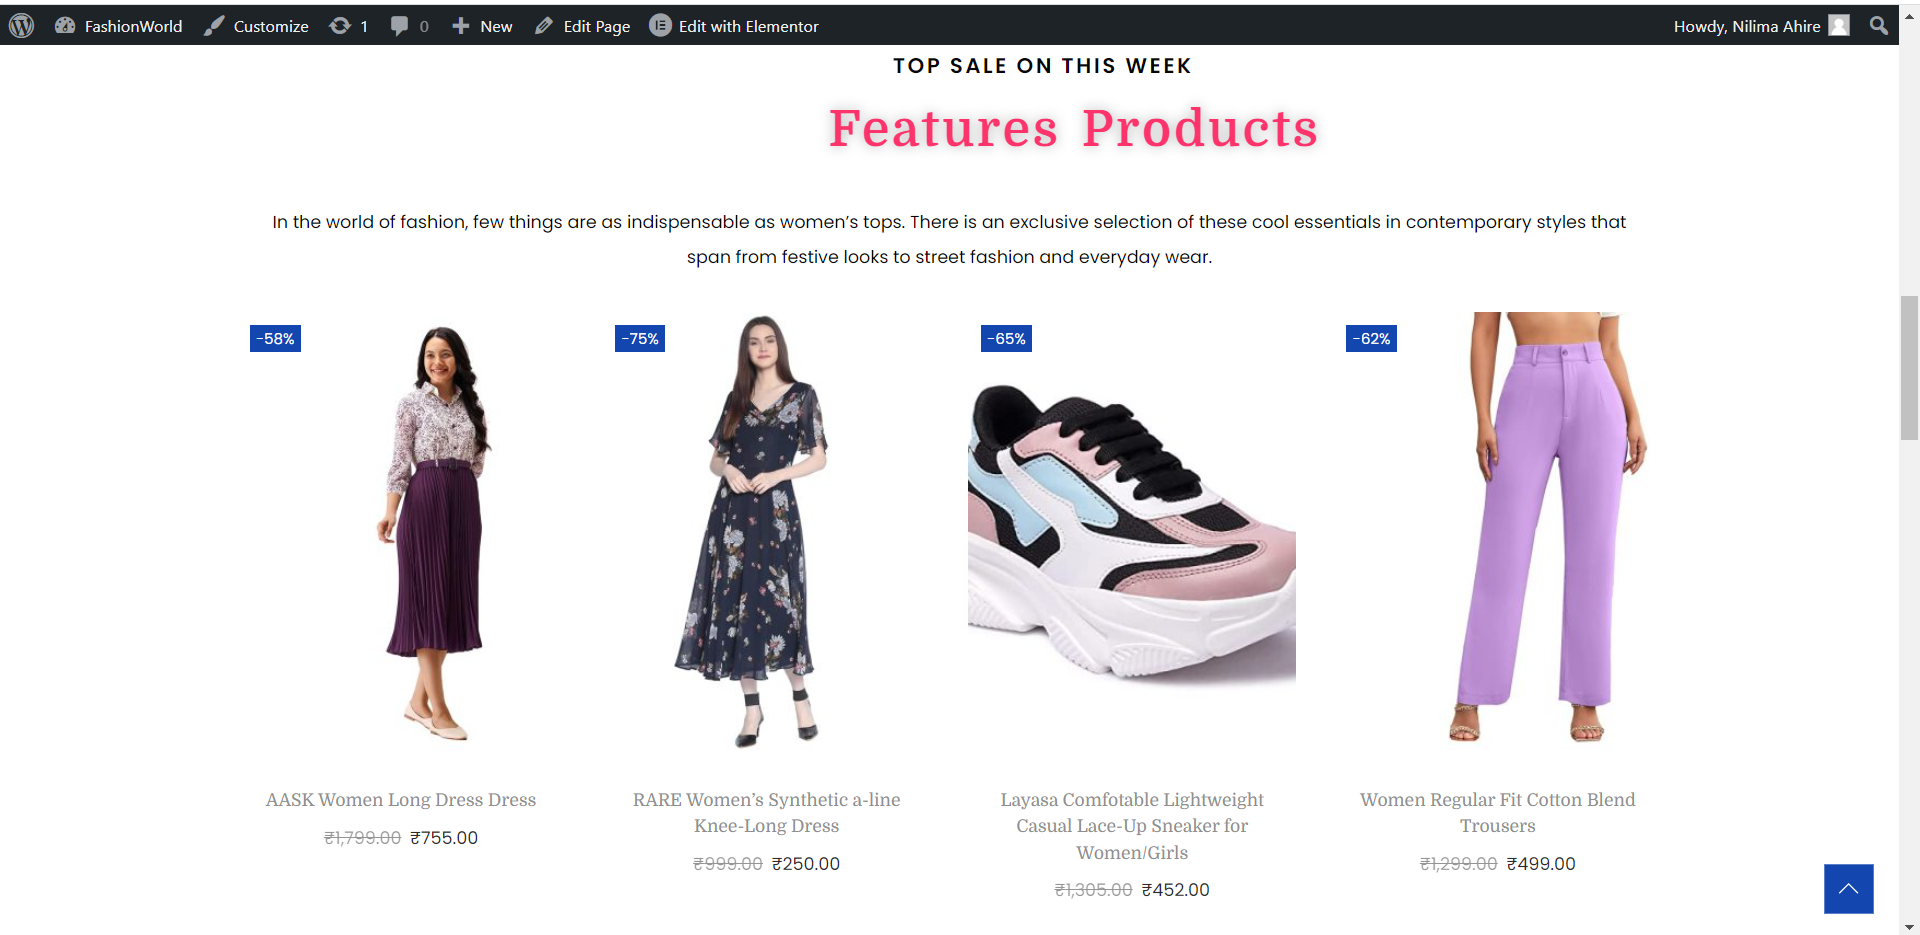 FashionWorld Customize 1 0 New Edit Page Edit with Elementor Howdy, Nilima Ahire
TOP SALE ON THIS WEEK
Features Products
In the world of fashion, few things are as indispensable as women’s tops. There is an exclusive selection of these cool essentials in contemporary styles that
span from festive looks to street fashion and everyday wear.
-58%
-75%
-65%
-62%
AASK Women Long Dress Dress
₹1,799.00 ₹755.00
RARE Women’s Synthetic a-line
Knee-Long Dress
₹999.00 ₹250.00
Layasa Comfotable Lightweight
Casual Lace-Up Sneaker for
Women/Girls
₹1,305.00 ₹452.00
Women Regular Fit Cotton Blend
Trousers
₹1,299.00 ₹499.00